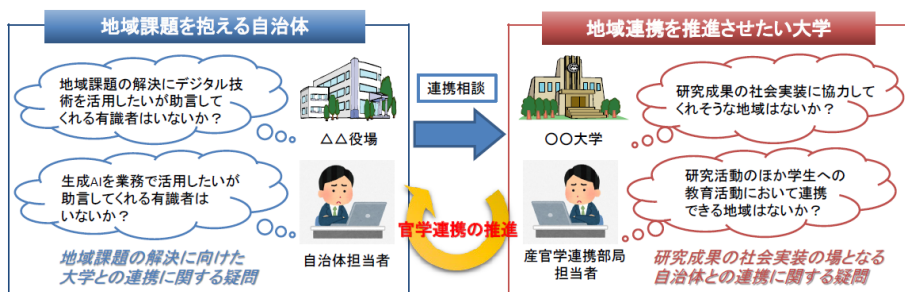 地域課題を抱える自治体
地域課題の解決にデジタル技
術を活用したいが助言して
くれる有識者はいないか?
△△役場
生成AIを業務で活用したいが
助言してくれる有識者は
いないか?
自治体担当者
地域課題の解決に向けた
大学との連携に関する疑問
連携相談
官学連携の推進
地域連携を推進させたい大学
研究成果の社会実装に協力して
くれそうな地域はないか?
〇〇大学
研究活動のほか学生への
教育活動において連携
できる地域はないか?
産官学連携部局
担当者
研究成果の社会実装の場となる
自治体との連携に関する疑問